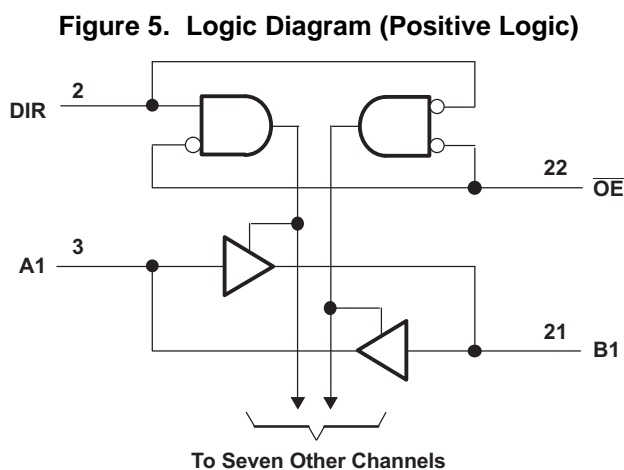 Figure 5. Logic Diagram (Positive Logic)
DIR 2
22 OE
A1 3
21 B1
To Seven Other Channels